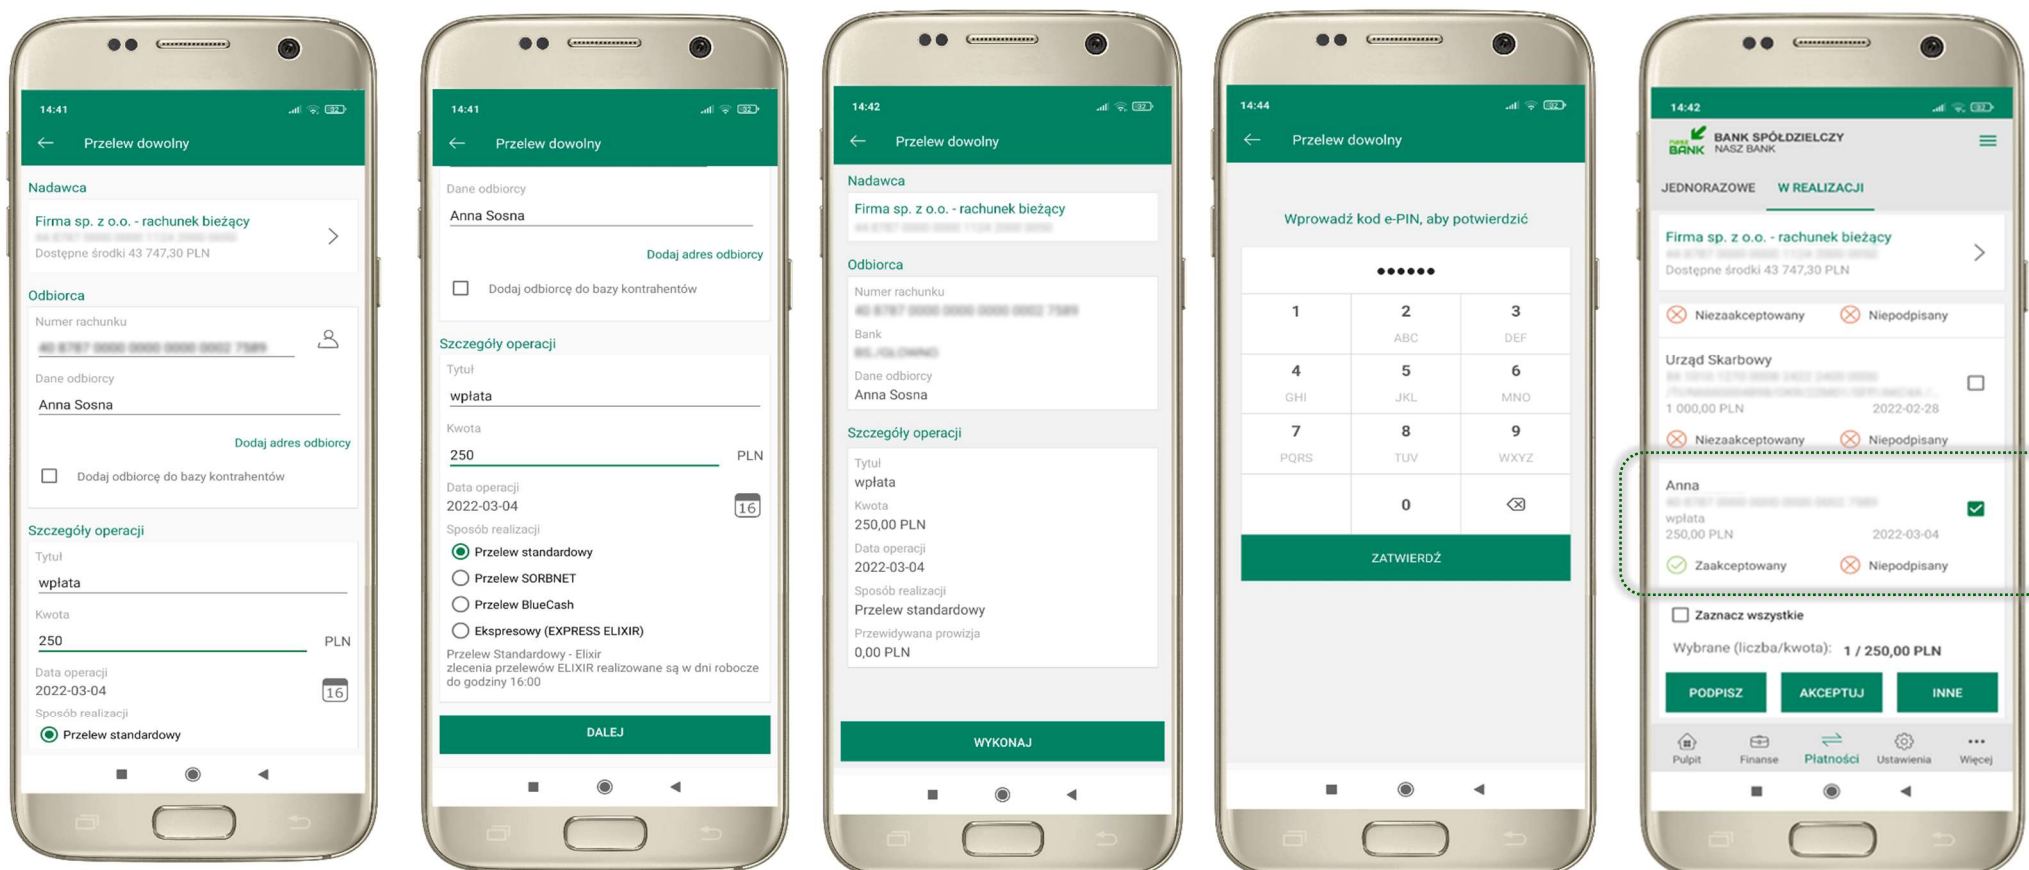 14:41
Przelew dowolny
Nadawca
Firma sp. z o.o. - rachunek bieżący
Dostępne środki 43 747,30 PLN
Odbiorca
Numer rachunku
Dane odbiorcy
Anna Sosna
Dodaj adres odbiorcy
Dodaj odbiorcę do bazy kontrahentów
Szczegóły operacji
Tytuł
wpłata
Kwota
250 PLN
Data operacji
2022-03-04
16
Sposób realizacji
Przelew standardowy
14:41
Przelew dowolny
Dane odbiorcy
Anna Sosna
Dodaj adres odbiorcy
Dodaj odbiorcę do bazy kontrahentów
Szczegóły operacji
Tytuł
wpłata
Kwota
250 PLN
Data operacji
2022-03-04
16
Sposób realizacji
Przelew standardowy
Przelew SORBNET
Przelew BlueCash
Ekspresowy (EXPRESS ELIXIR)
Przelew Standardowy - Elixir
zlecenia przelewów ELIXIR realizowane są w dni robocze
do godziny 16:00
DALEJ
14:42
Przelew dowolny
Nadawca
Firma sp. z o.o. - rachunek bieżący
Odbiorca
Numer rachunku
Bank
Dane odbiorcy
Anna Sosna
Szczegóły operacji
Tytuł
wpłata
Kwota
250,00 PLN
Data operacji
2022-03-04
Sposób realizacji
Przelew standardowy
Przewidywana prowizja
0,00 PLN
WYKONAJ
14:44
Przelew dowolny
Wprowadź kod e-PIN, aby potwierdzić
1 2 3
ABC DEF
4 5 6
GHI JKL MNO
7 8 9
PQRS TUV WXYZ
0
ZATWIERDŹ
14:42
NASZ BANK
BANK SPÓŁDZIELCZY
NASZ BANK
JEDNORAZOWE W REALIZACJI
Firma sp. z o.o. - rachunek bieżący
Dostępne środki 43 747,30 PLN
Niezaakceptowany Niepodpisany
Urząd Skarbowy
1 000,00 PLN 2022-02-28
Niezaakceptowany Niepodpisany
Anna
wpłata
250,00 PLN 2022-03-04
Zaakceptowany Niepodpisany
Zaznacz wszystkie
Wybrane (liczba/kwota): 1 / 250,00 PLN
PODPISZ AKCEPTUJ INNE
Pulpit Finanse Płatności Ustawienia Więcej